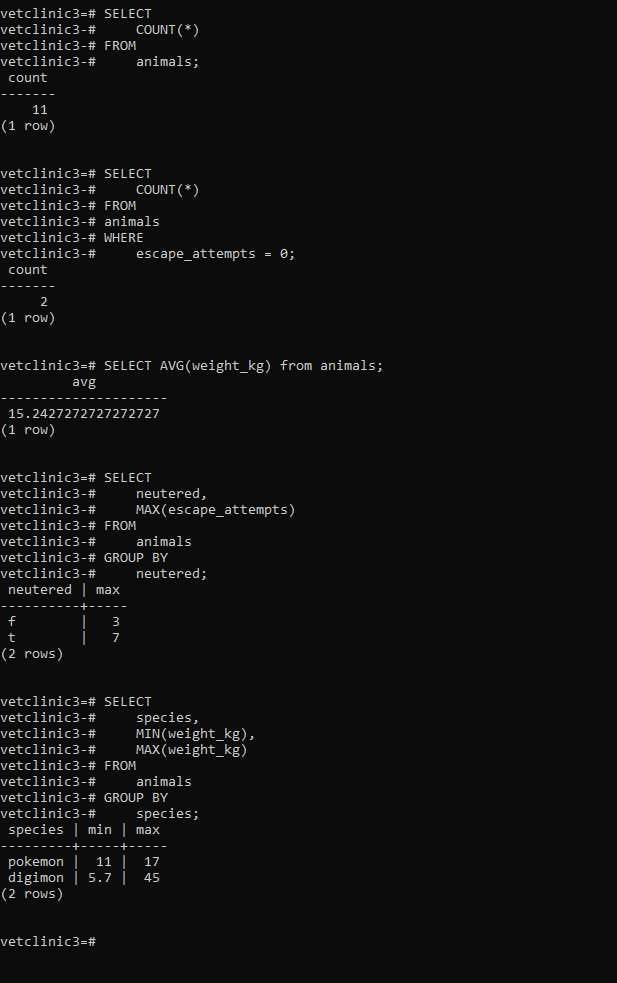 vetclinic3=# SELECT
vetclinic3-#     COUNT(*)
vetclinic3-# FROM
vetclinic3-#     animals;
 count
-------
    11
(1 row)
vetclinic3=# SELECT
vetclinic3-#     COUNT(*)
vetclinic3-# FROM
vetclinic3-# animals
vetclinic3-# WHERE
vetclinic3-#     escape_attempts = 0;
 count
-------
     2
(1 row)
vetclinic3=# SELECT AVG(weight_kg) from animals;
         avg
---------------------
 15.2427272727272727
(1 row)
vetclinic3=# SELECT
vetclinic3-#     neutered,
vetclinic3-#     MAX(escape_attempts)
vetclinic3-# FROM
vetclinic3-#     animals
vetclinic3-# GROUP BY
vetclinic3-#     neutered;
 neutered | max
----------+-----
 f        |   3
 t        |   7
(2 rows)
vetclinic3=# SELECT
vetclinic3-#     species,
vetclinic3-#     MIN(weight_kg),
vetclinic3-#     MAX(weight_kg)
vetclinic3-# FROM
vetclinic3-#     animals
vetclinic3-# GROUP BY
vetclinic3-#     species;
 species | min | max
---------+-----+-----
 pokemon |  11 |  17
 digimon | 5.7 |  45
(2 rows)
vetclinic3=#